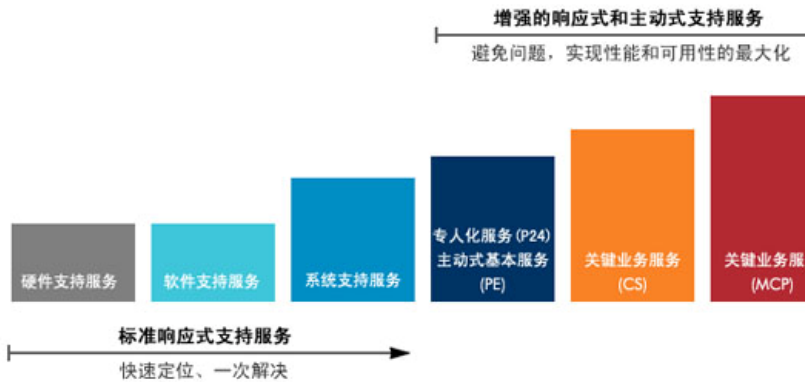 增强的响应式和主动式支持服务
避免问题，实现性能和可用性的最大化
硬件支持服务
软件支持服务
系统支持服务
专人化服务(P24)
主动式基本服务
(PE)
关键业务服务
(CS)
关键业务服
(MCP)
标准响应式支持服务
快速定位、一次解决